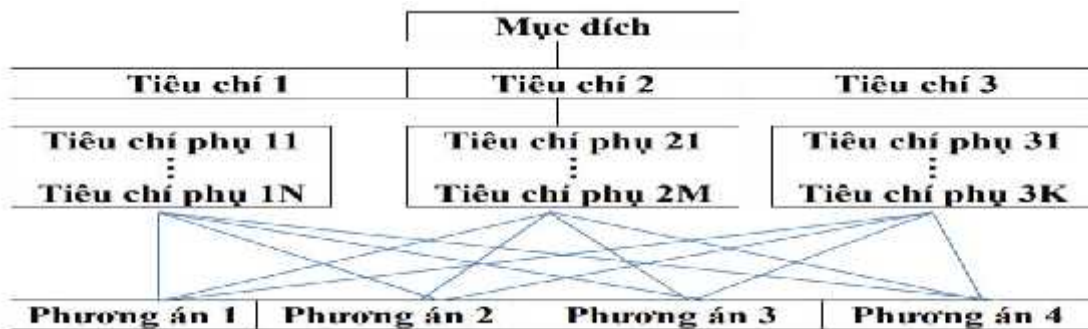 Mục dích
Tiêu chí 1 Tiêu chí 2 Tiêu chí 3
Tiêu chí phụ 11 Tiêu chí phụ 21 Tiêu chí phụ 31
Tiêu chí phụ 1N Tiêu chí phụ 2M Tiêu chí phụ 3K
Phương án 1 Phương án 2 Phương án 3 Phương án 4